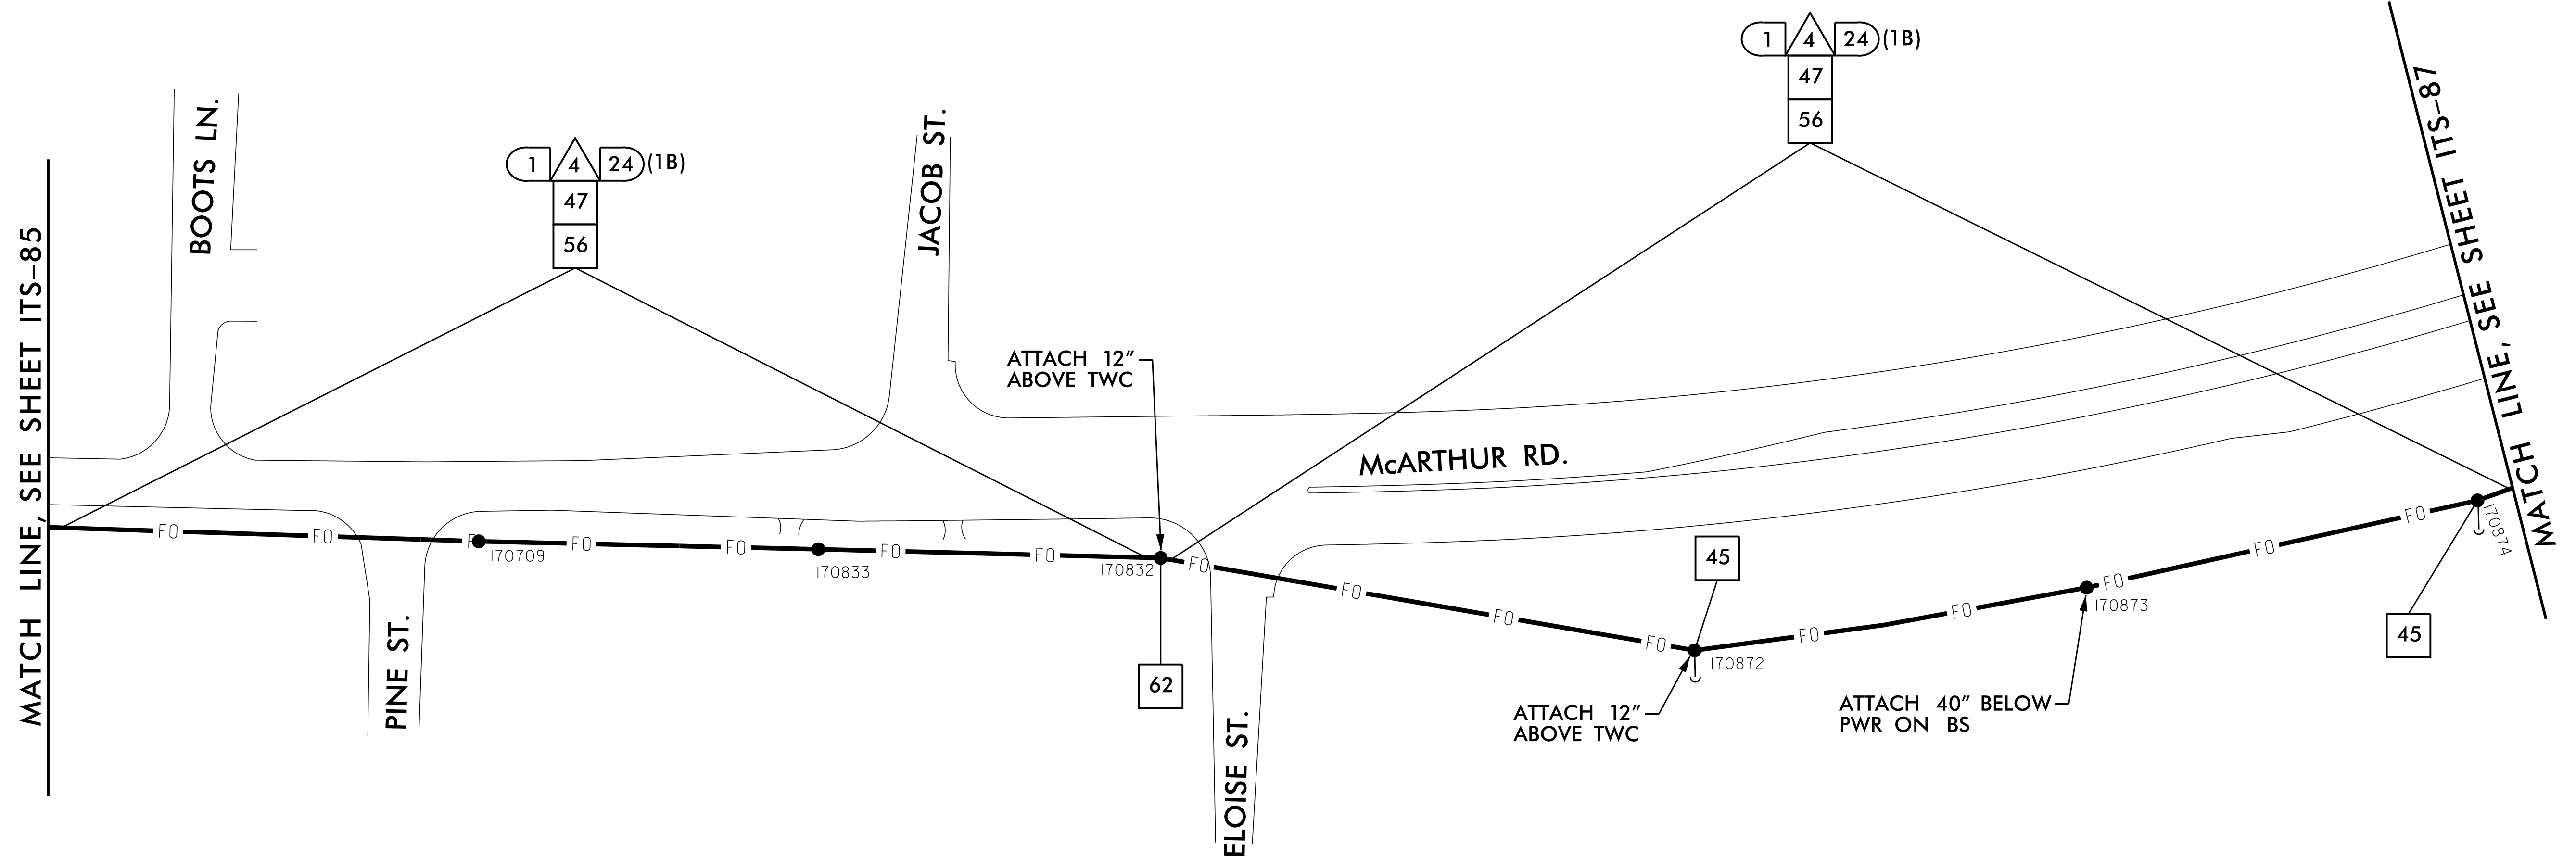 1 4 24 (1B)
47
56
1 4 24 (1B)
47
56
MATCH LINE, SEE SHEET ITS-85
BOOTS LN.
JACOB ST.
MATCH LINE, SEE SHEET ITS-87
ATTACH 12"
ABOVE TWC
McARTHUR RD.
FO FO F FO FO FO FO FO FO FO FO FO FO FO FO FO
170709
170833
170832
170872
170873
170874
45
45
62
PINE ST.
ELOISE ST.
ATTACH 12"
ABOVE TWC
ATTACH 40" BELOW
PWR ON BS